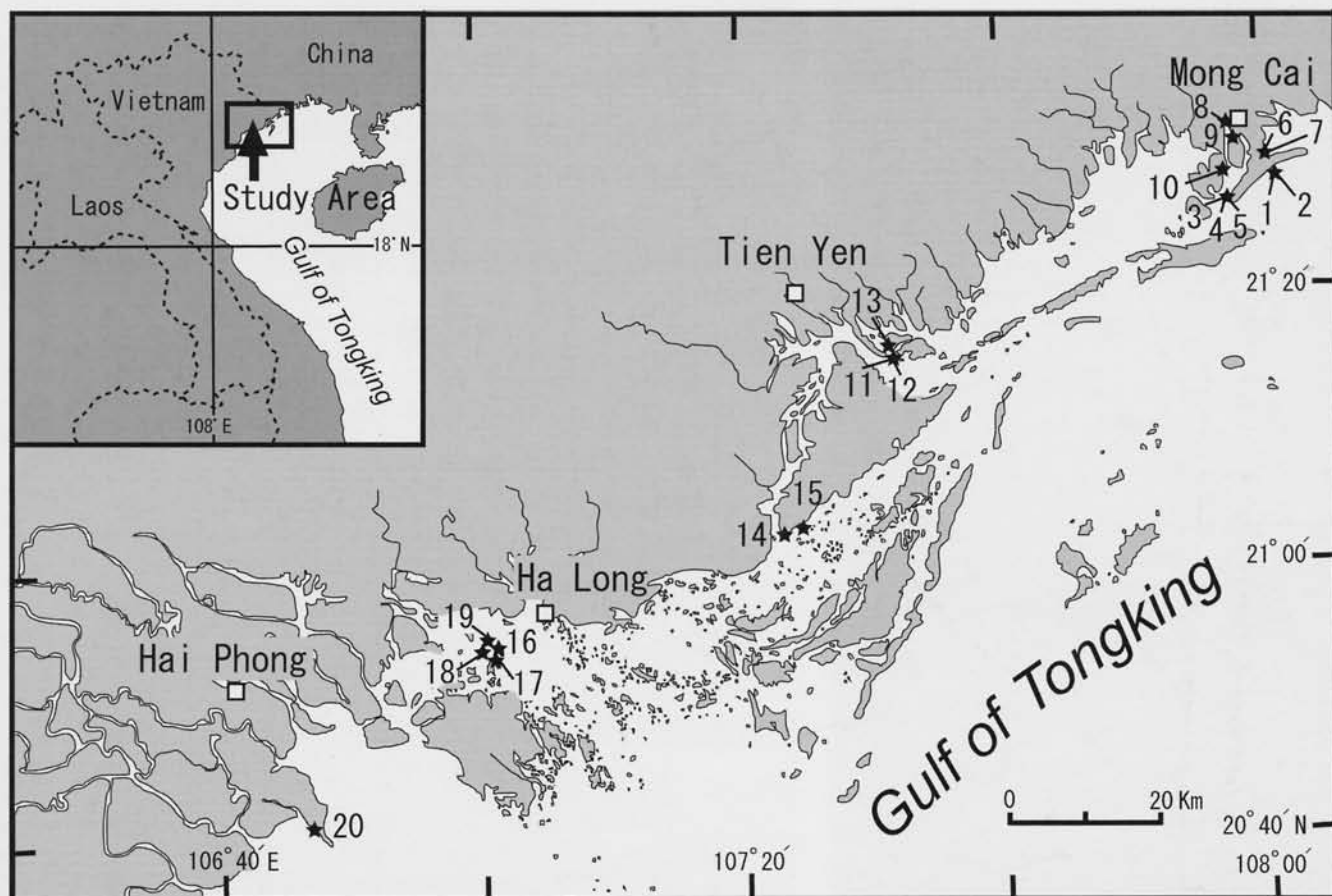 China
Vietnam
Laos
Study Area
18°N
Gulf of Tongking
108°E
Mong Cai
8
9
6
7
10
3
4
5
1
2
Tien Yen
21°20′
13
11
12
15
14
21°00′
Ha Long
19
16
18
17
Hai Phong
Gulf of Tongking
0
20 Km
20
20°40′N
106°40′E
107°20′
108°00′